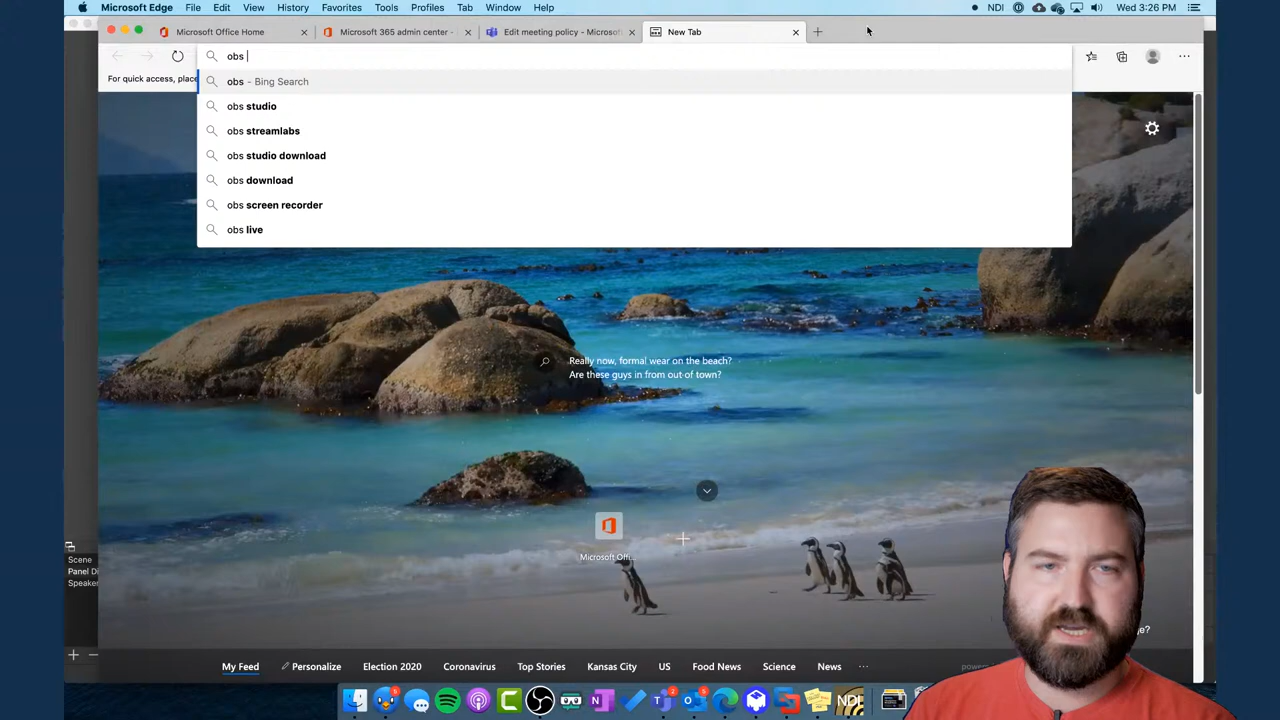 Microsoft Edge File Edit View History Favorites Tools Profiles Tab Window Help NDI Wed 3:26 PM
Microsoft Office Home Microsoft 365 admin center - Edit meeting policy - Microsof New Tab
obs
For quick access, place
obs - Bing Search
obs studio
obs streamlabs
obs studio download
obs download
obs screen recorder
obs live
Really now, formal wear on the beach?
Are these guys in from out of town?
Microsoft Offi...
Scene
Panel Di
Speaker
My Feed Personalize Election 2020 Coronavirus Top Stories Kansas City US Food News Science News
NDI